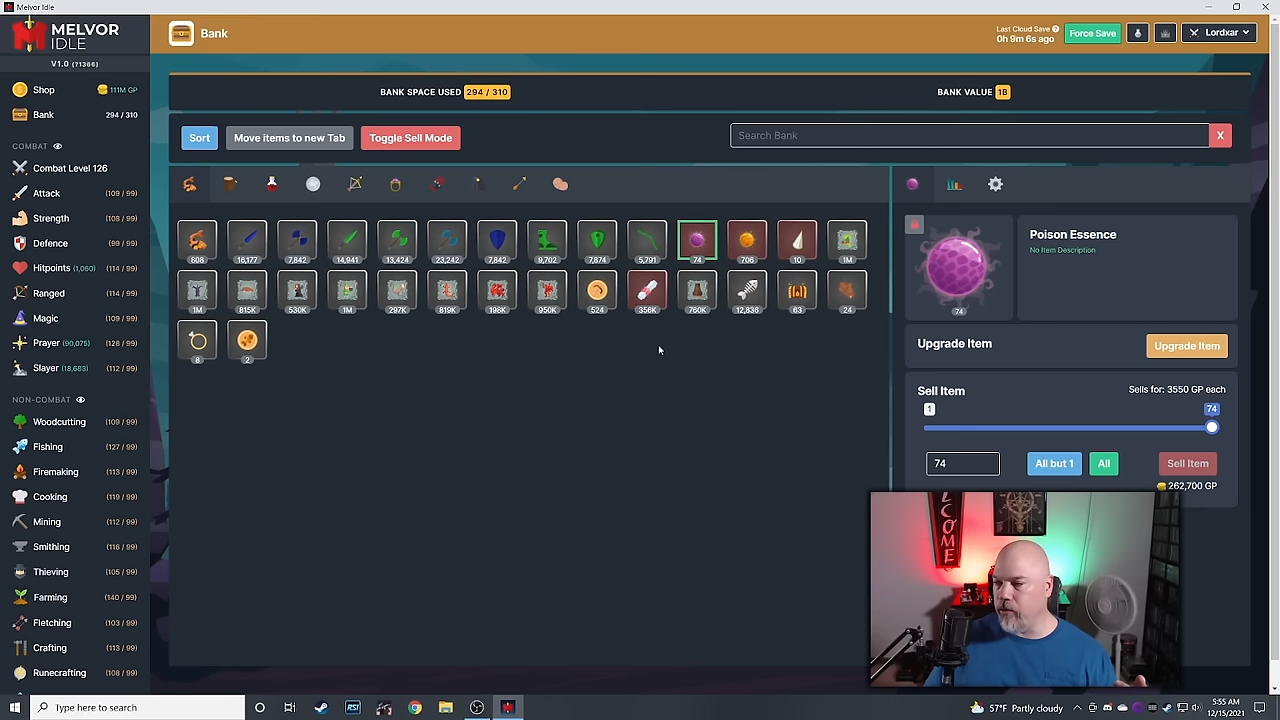 Melvor Idle
MELVOR
IDLE
V1.0 (?1366)
Shop 111M GP
Bank 294 / 310
COMBAT
Combat Level 126
Attack (109 / 99)
Strength (108 / 99)
Defence (99 / 99)
Hitpoints (1,060) (114 / 99)
Ranged (114 / 99)
Magic (109 / 99)
Prayer (90,075) (128 / 99)
Slayer (18,683) (112 / 99)
NON-COMBAT
Woodcutting (109 / 99)
Fishing (127 / 99)
Firemaking (113 / 99)
Cooking (119 / 99)
Mining (112 / 99)
Smithing (116 / 99)
Thieving (105 / 99)
Farming (140 / 99)
Fletching (103 / 99)
Crafting (113 / 99)
Runecrafting (108 / 99)
Bank
Last Cloud Save
0h 9m 6s ago
Force Save
Lordxar
BANK SPACE USED 294 / 310
BANK VALUE 1B
Sort
Move items to new Tab
Toggle Sell Mode
Search Bank
X
808 16,177 7,842 14,941 13,424 23,242 7,842 9,702 7,874 5,791 74 706 10 1M
1M 815K 530K 1M 297K 819K 198K 950K 524 356K 760K 12,836 63 24
8 2
74
Poison Essence
No Item Description
Upgrade Item
Upgrade Item
Sell Item
Sells for: 3550 GP each
1 74
74
All but 1
All
Sell Item
262,700 GP
LCOME
Type here to search
RSI
57°F Partly cloudy
5:55 AM
12/15/2021